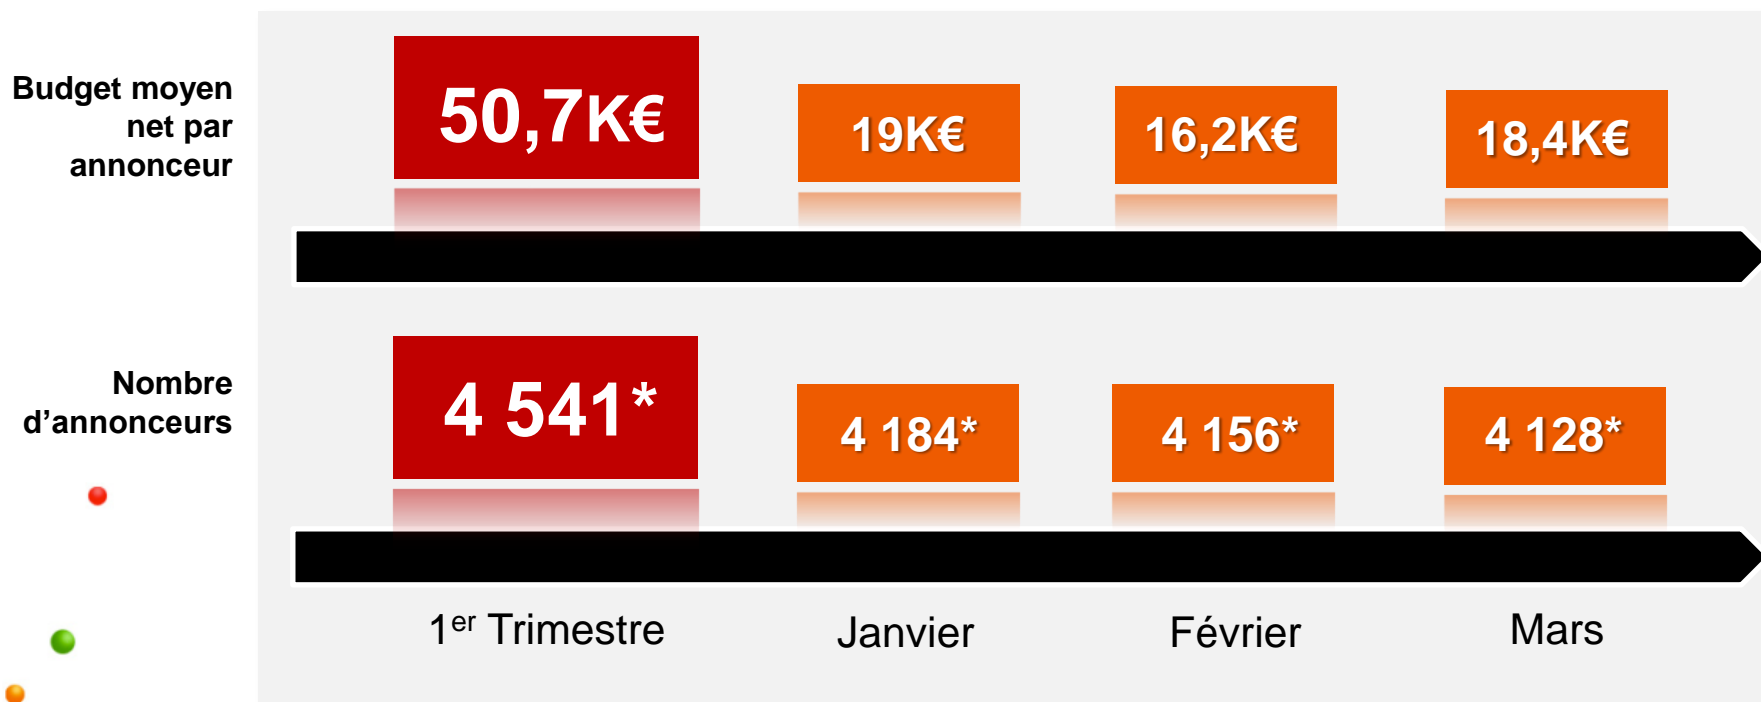 Budget moyen
net par
annonceur
50,7K€
19K€
16,2K€
18,4K€
Nombre
d’annonceurs
4 541*
4 184*
4 156*
4 128*
1er Trimestre
Janvier
Février
Mars